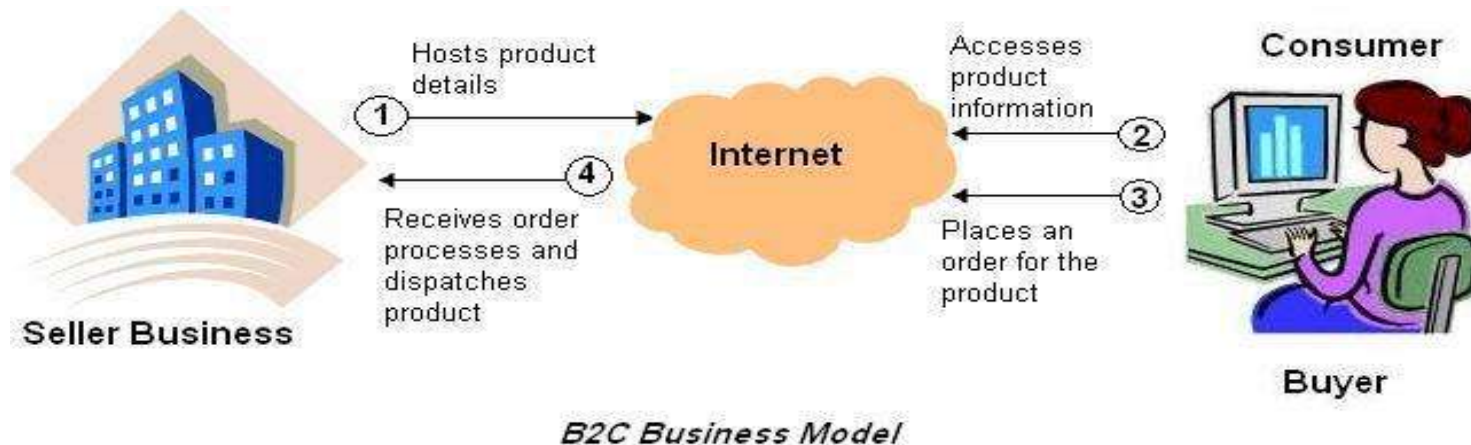 Hosts product
details
1
Internet
4
Receives order
processes and
dispatches
product
Seller Business
Accesses
product
information
2
3
Places an
order for the
product
Consumer
Buyer
B2C Business Model